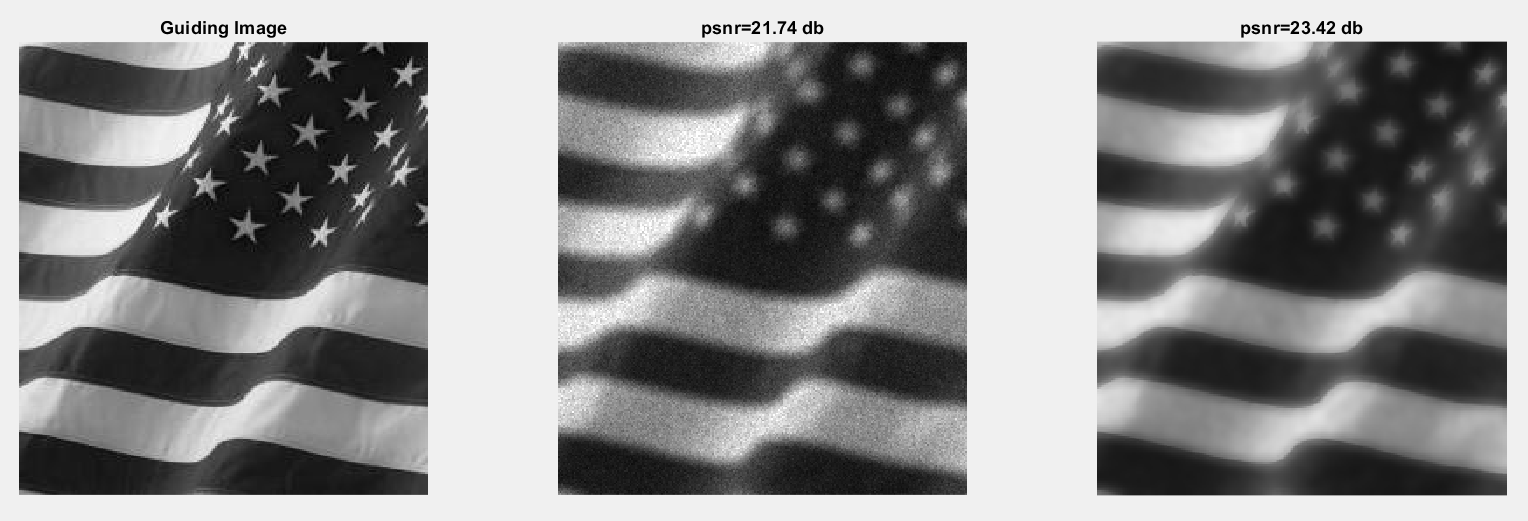 Guiding Image
psnr=21.74 db
psnr=23.42 db